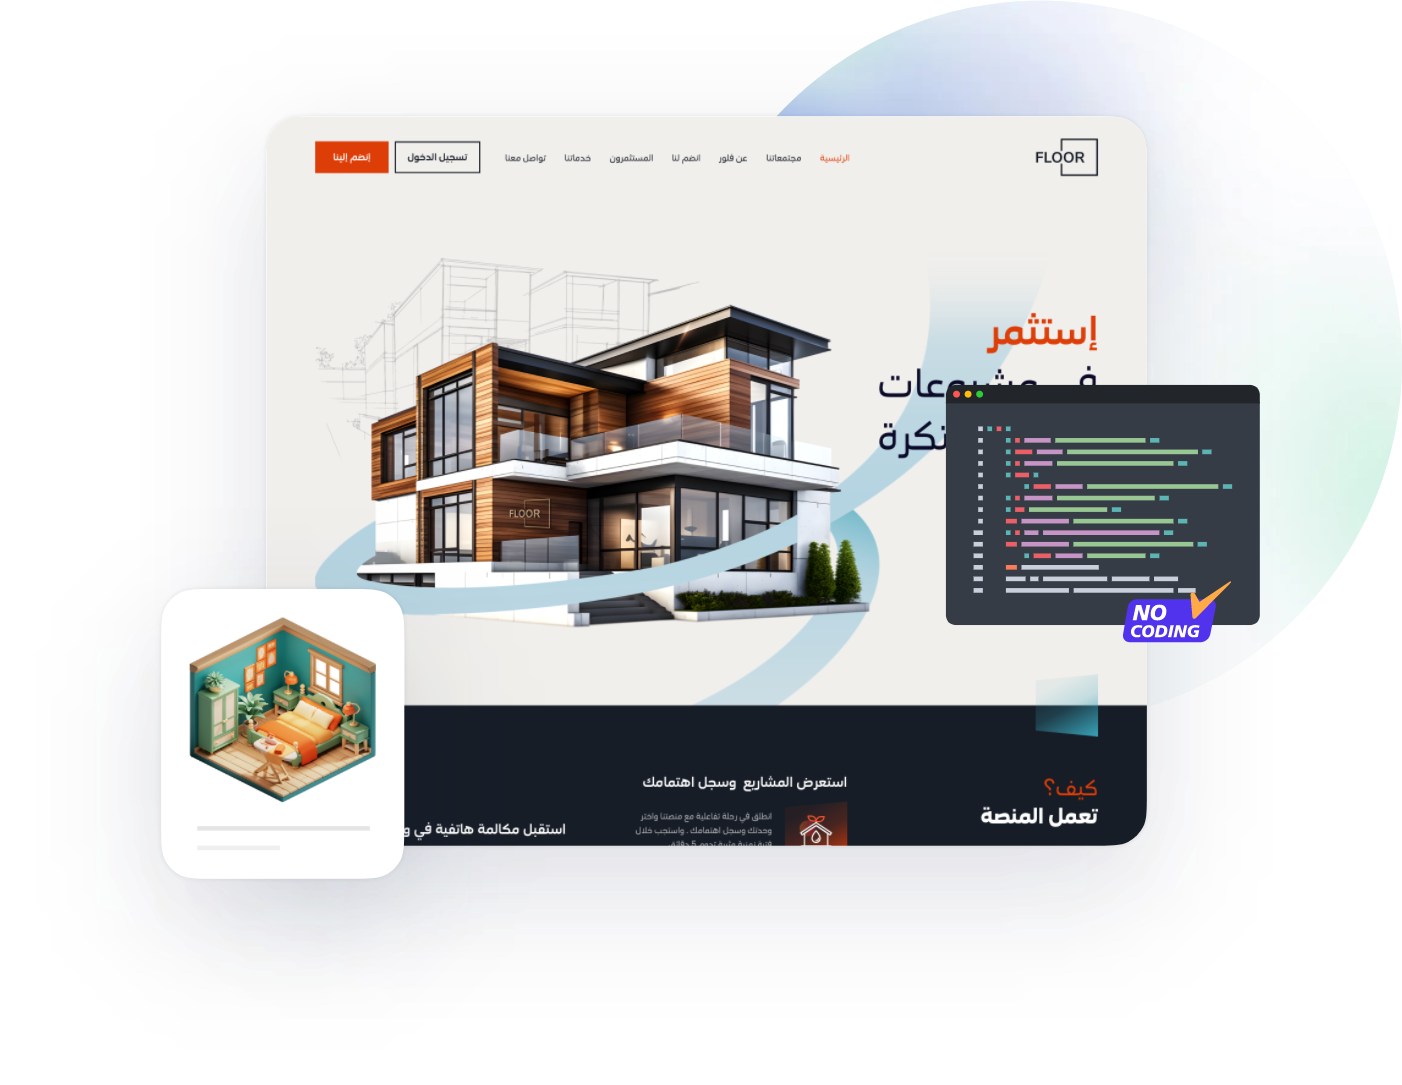 FLOOR
الرئيسية
مجتمعاتنا
عن فلور
انضم لنا
المستثمرون
خدماتنا
تواصل معنا
تسجيل الدخول
إنضم إلينا
إستثمر
FLOOR
NO
CODING
كيف؟
تعمل المنصة
استعرض المشاريع وسجل اهتمامك
انطلق في رحلة تفاعلية مع منصتنا واختر
وحدتك وسجل اهتمامك . واستجب خلال
استقبل مكالمة هاتفية في و